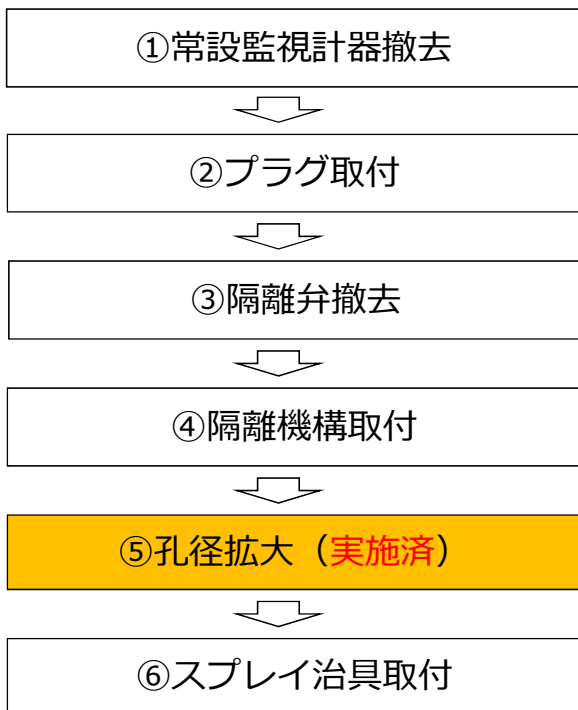 ①常設監視計器撤去
②プラグ取付
③隔離弁撤去
④隔離機構取付
⑤孔径拡大（実施済）
⑥スプレイ治具取付